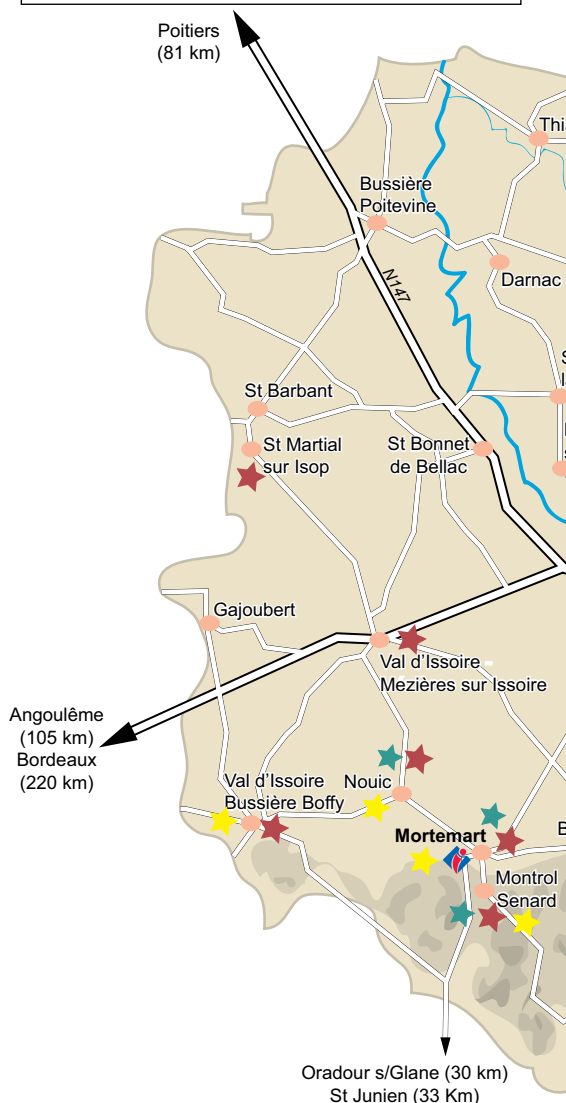 Poitiers
(81 km)
Bussière
Poitevine
Darnac
N147
St Barbant
St Martial
sur Isop
St Bonnet
de Bellac
Gajoubert
Val d'Issoire -
Mezières sur Issoire
Angoulême
(105 km)
Bordeaux
(220 km)
Val d'Issoire
Bussière Boffy
Nouic
Mortemart
Montrol
Senard
Oradour s/Glane (30 km)
St Junien (33 Km)